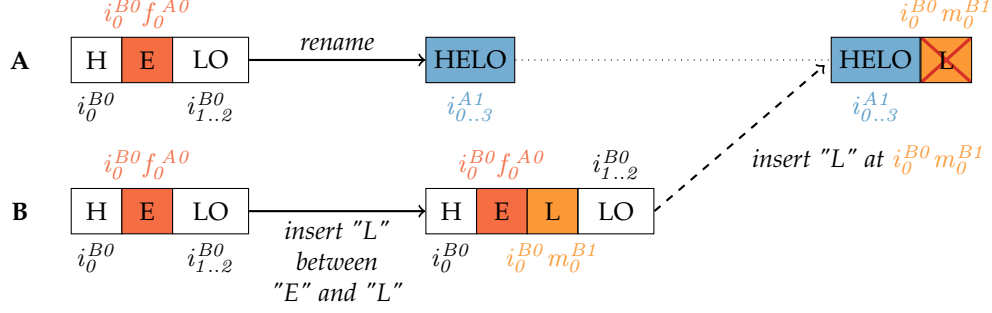 i_0^{B0} f_0^{A0}
i_0^{B0} m_0^{B1}
A H E LO rename HELO HELO L
i_0^{B0} i_{1..2}^{B0} i_{0..3}^{A1} i_{0..3}^{A1}
i_0^{B0} f_0^{A0} i_0^{B0} f_0^{A0} i_{1..2}^{B0} insert "L" at i_0^{B0} m_0^{B1}
B H E LO H E L LO
i_0^{B0} i_{1..2}^{B0} insert "L" i_0^{B0} i_0^{B0} m_0^{B1}
between
"E" and "L"